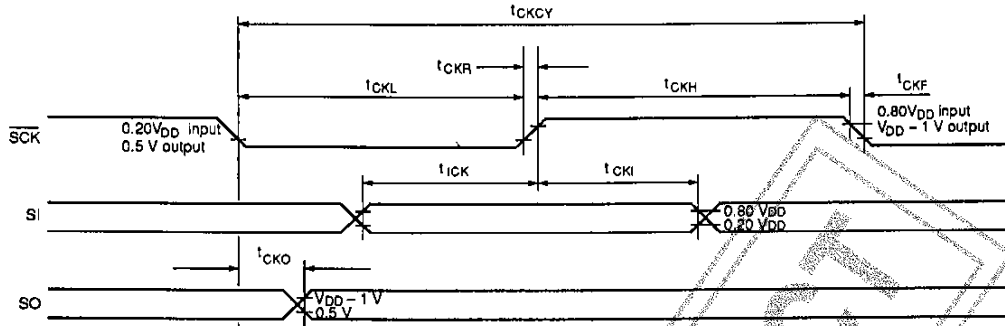 tCKCY
tCKR
tCKL
tCKH
tCKF
SCK
0.20VDD input
0.5 V output
0.80VDD input
VDD – 1 V output
tICK
tCKI
SI
0.80 VDD
0.20 VDD
tCKO
SO
VDD – 1 V
0.5 V